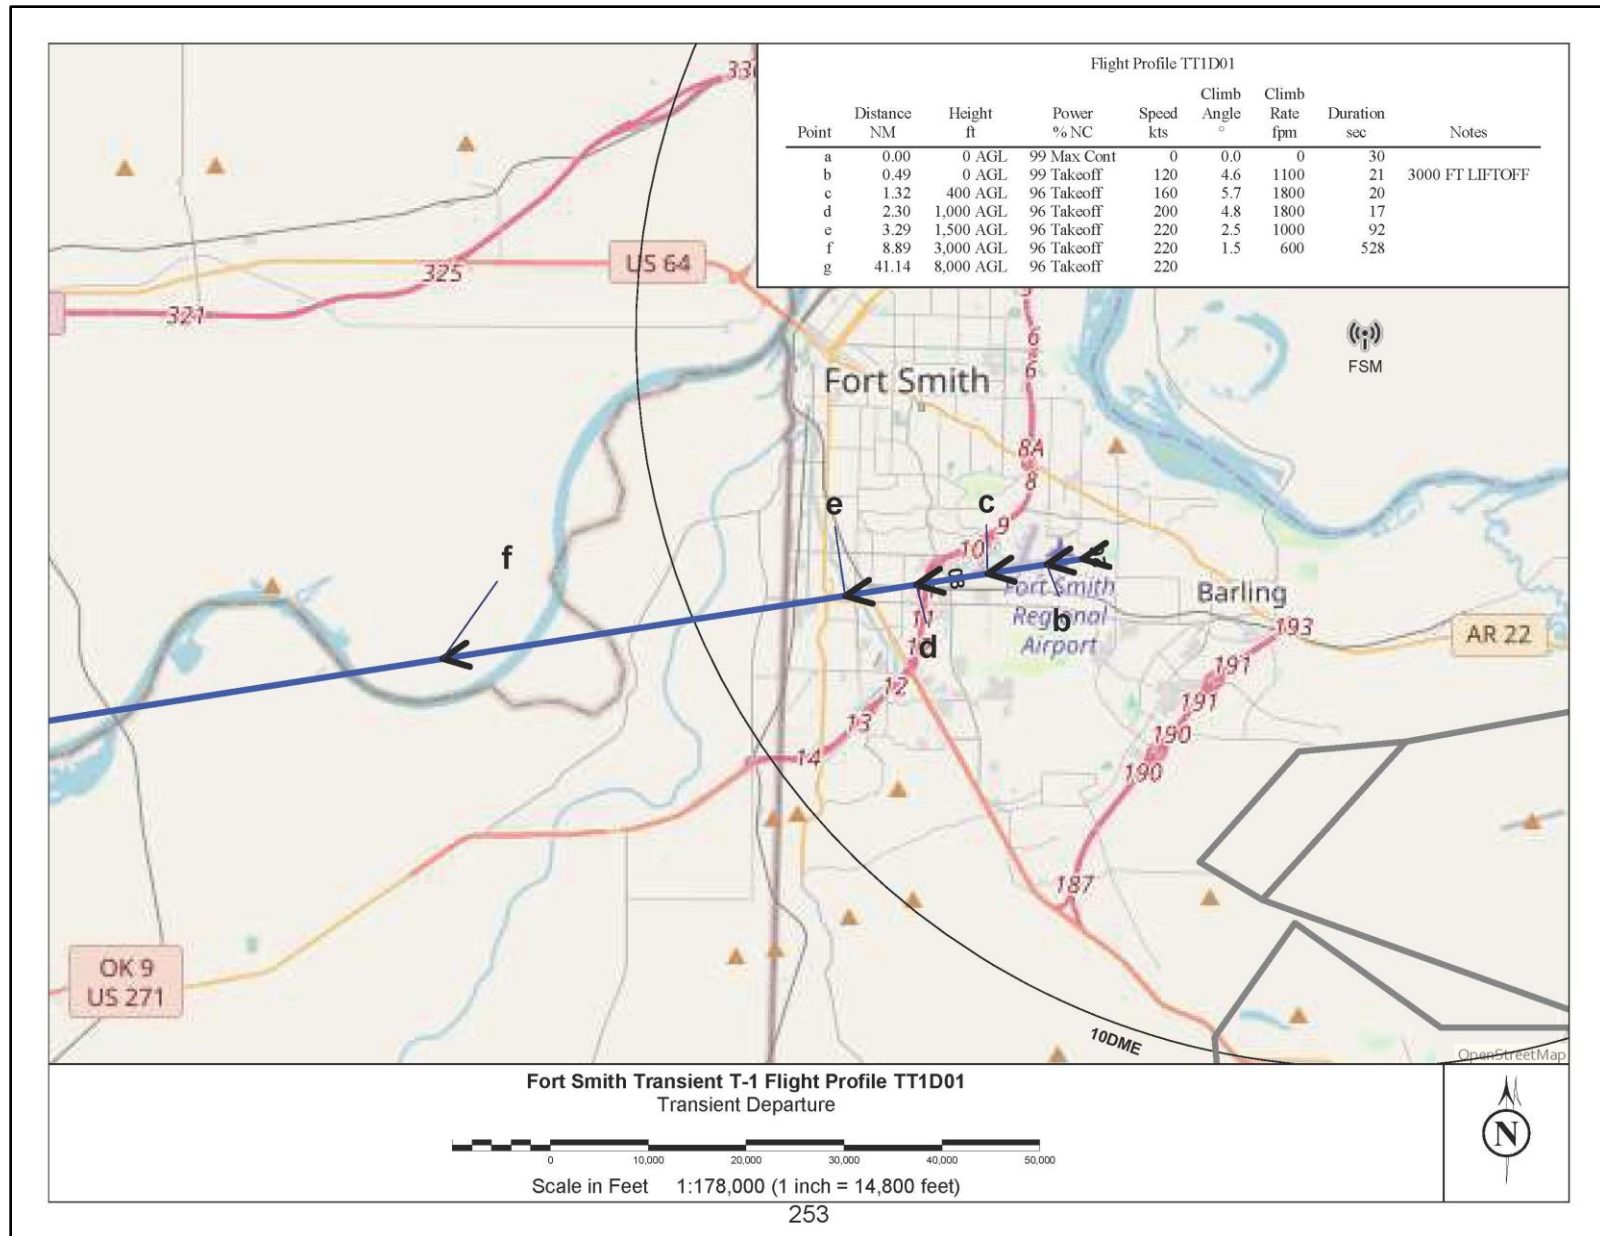 Flight Profile TT1D01
Point Distance NM Height ft Power % NC Speed kts Climb Angle ° Climb Rate fpm Duration sec Notes
a 0.00 0 AGL 99 Max Cont 0 0.0 0 30
b 0.49 0 AGL 99 Takeoff 120 4.6 1100 21 3000 FT LIFTOFF
c 1.32 400 AGL 96 Takeoff 160 5.7 1800 20
d 2.30 1,000 AGL 96 Takeoff 200 4.8 1800 17
e 3.29 1,500 AGL 96 Takeoff 220 2.5 1000 92
f 8.89 3,000 AGL 96 Takeoff 220 1.5 600 528
g 41.14 8,000 AGL 96 Takeoff 220
325
US 64
321
6
6
FSM
Fort Smith
8A
8
e
c
9
10
f
03
Fort Smith
Regional
Airport
b
d
Barling
193
AR 22
11
191
191
12
13
190
14
190
187
OK 9
US 271
10DME
OpenStreetMap
Fort Smith Transient T-1 Flight Profile TT1D01
Transient Departure
0 10,000 20,000 30,000 40,000 50,000
Scale in Feet 1:178,000 (1 inch = 14,800 feet)
N
253